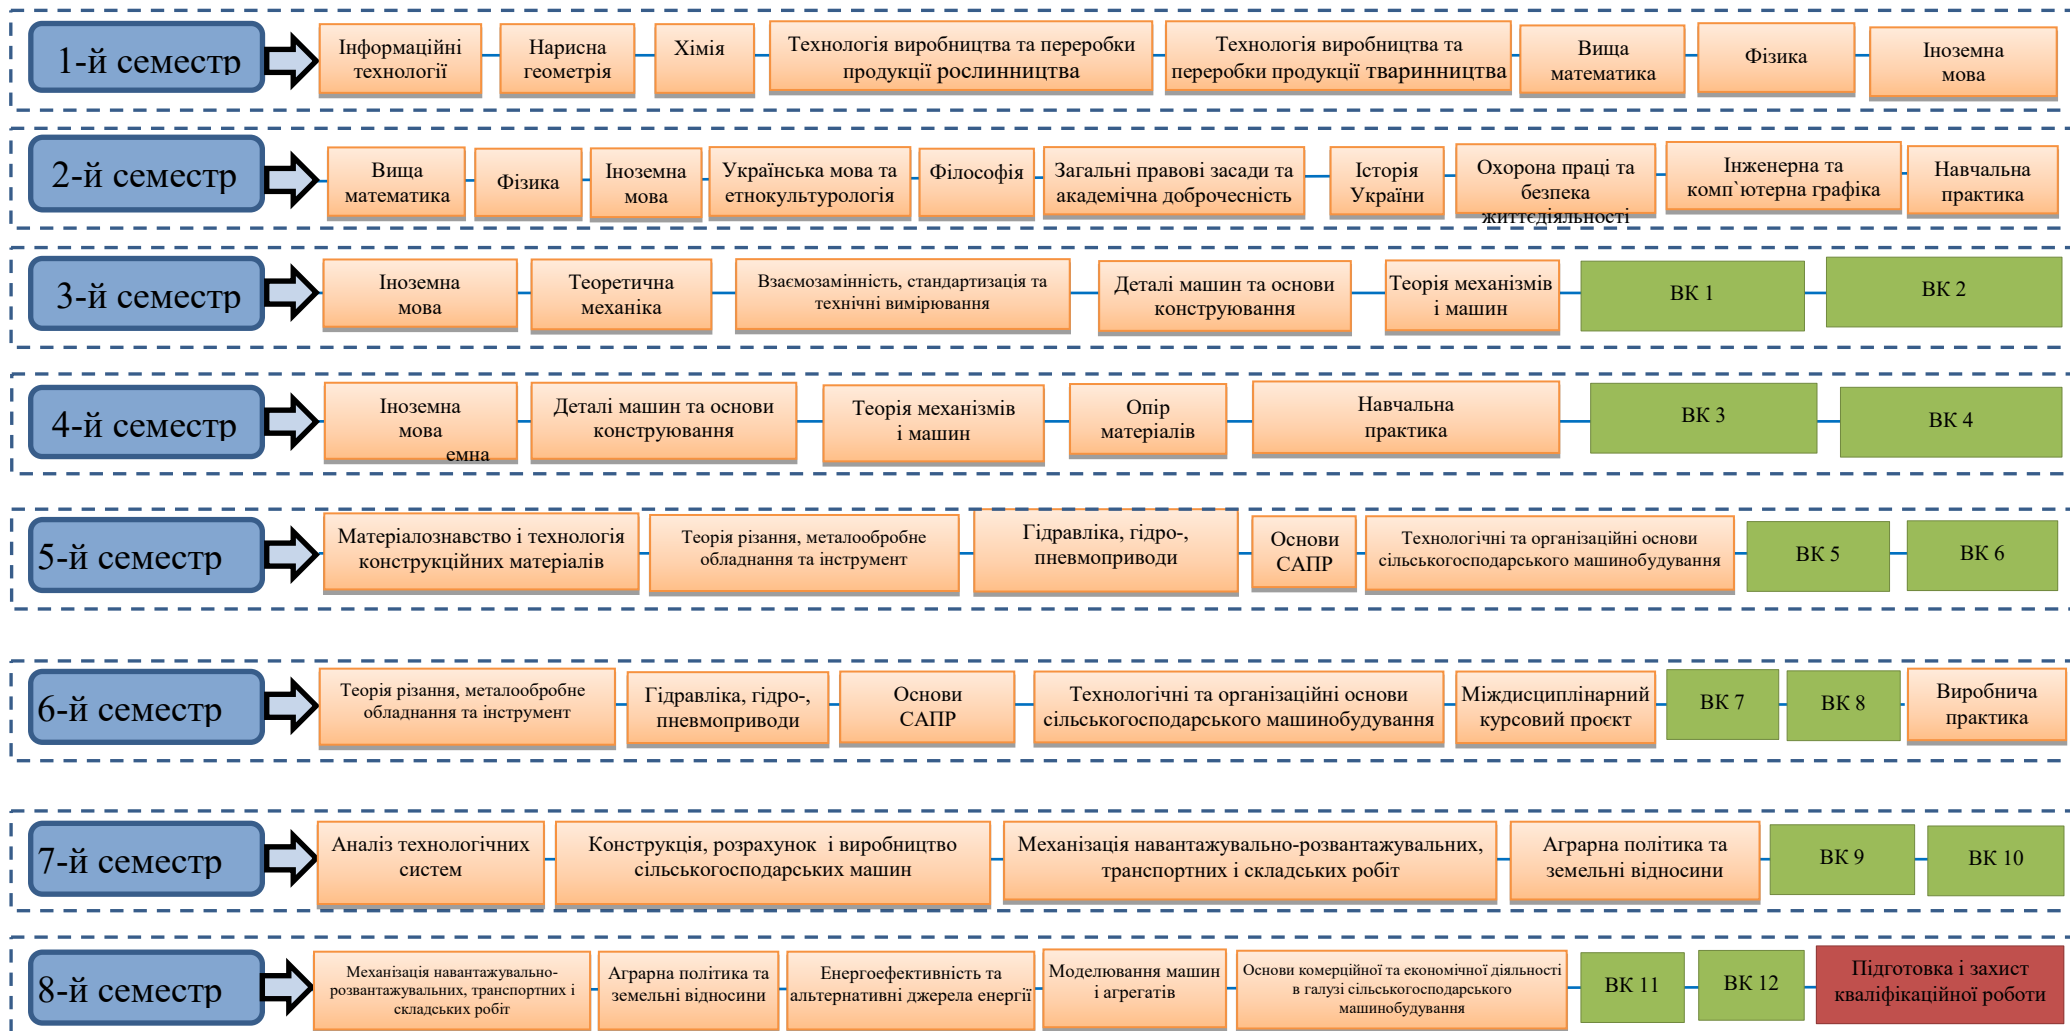 1-й семестр
Інформаційні
технології
Нарисна
геометрія
Хімія
Технологія виробництва та переробки
продукції рослинництва
Технологія виробництва та
переробки продукції тваринництва
Вища
математика
Фізика
Іноземна
мова
2-й семестр
Вища
математика
Фізика
Іноземна
мова
Українська мова та
етнокультурологія
Філософія
Загальні правові засади та
академічна доброчесність
Історія
України
Охорона праці та
безпека
життєдіяльності
Інженерна та
комп`ютерна графіка
Навчальна
практика
3-й семестр
Іноземна
мова
Теоретична
механіка
Взаємозамінність, стандартизація та
технічні вимірювання
Деталі машин та основи
конструювання
Теорія механізмів
і машин
ВК 1
ВК 2
4-й семестр
Іноземна
мова
емна
Деталі машин та основи
конструювання
Теорія механізмів
і машин
Опір
матеріалів
Навчальна
практика
ВК 3
ВК 4
5-й семестр
Матеріалознавство і технологія
конструкційних матеріалів
Теорія різання, металообробне
обладнання та інструмент
Гідравліка, гідро-,
пневмоприводи
Основи
САПР
Технологічні та організаційні основи
сільськогосподарського машинобудування
ВК 5
ВК 6
6-й семестр
Теорія різання, металообробне
обладнання та інструмент
Гідравліка, гідро-,
пневмоприводи
Основи
САПР
Технологічні та організаційні основи
сільськогосподарського машинобудування
Міждисциплінарний
курсовий проєкт
ВК 7
ВК 8
Виробнича
практика
7-й семестр
Аналіз технологічних
систем
Конструкція, розрахунок і виробництво
сільськогосподарських машин
Механізація навантажувально-розвантажувальних,
транспортних і складських робіт
Аграрна політика та
земельні відносини
ВК 9
ВК 10
8-й семестр
Механізація навантажувально-
розвантажувальних, транспортних і
складських робіт
Аграрна політика та
земельні відносини
Енергоефективність та
альтернативні джерела енергії
Моделювання машин
і агрегатів
Основи комерційної та економічної діяльності
в галузі сільськогосподарського
машинобудування
ВК 11
ВК 12
Підготовка і захист
кваліфікаційної роботи